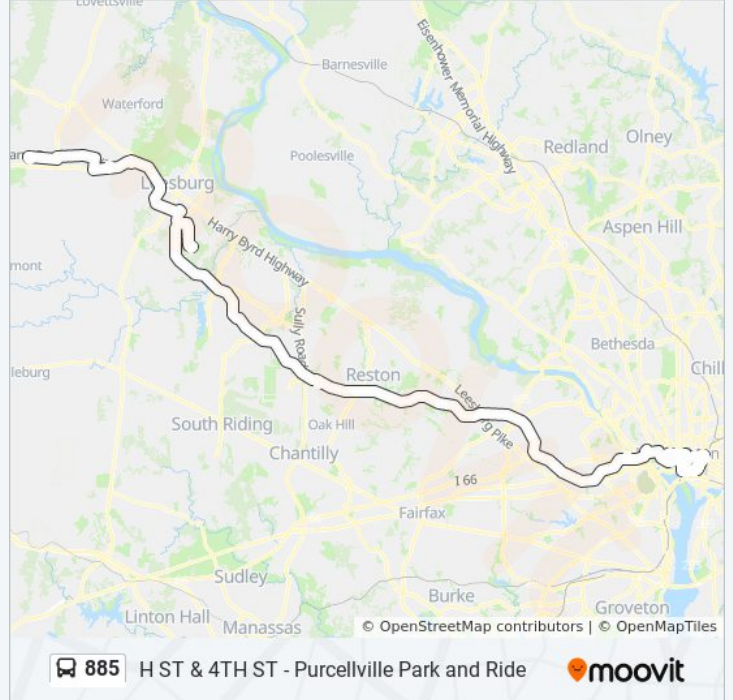 Lovettsville
Barnesville
Eisenhower Memorial Highway
Waterford
Redland
Olney
Poolesville
Leesburg
Aspen Hill
Harry Byrd Highway
mont
Sully Road
Bethesda
Chill
leburg
Reston
Leesburg Pike
South Riding
Oak Hill
Chantilly
on
I 66
Fairfax
Sudley
Burke
Groveton
Linton Hall
Manassas
© OpenStreetMap contributors | © OpenMapTiles
885 H ST & 4TH ST - Purcellville Park and Ride
moovit